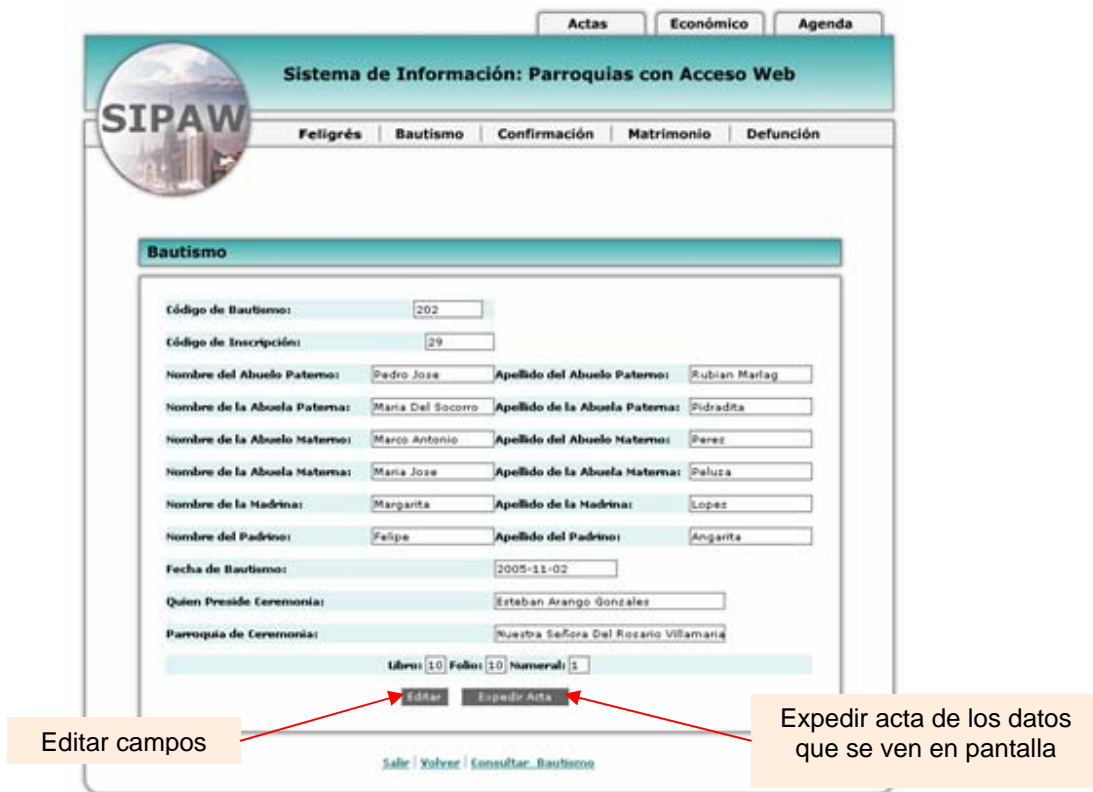 Actas Económico Agenda
Sistema de Información: Parroquias con Acceso Web
SIPAW
Feligrés | Bautismo | Confirmación | Matrimonio | Defunción
Bautismo
Código de Bautismo: 202
Código de Inscripción: 29
Nombre del Abuelo Paterno: Pedro Jose Apellido del Abuelo Paterno: Rubian Marlag
Nombre de la Abuela Paterna: Maria Del Socorro Apellido de la Abuela Paterna: Pidradita
Nombre de la Abuelo Materno: Marco Antonio Apellido del Abuelo Materno: Perez
Nombre de la Abuela Materna: Maria Jose Apellido de la Abuela Materna: Peluza
Nombre de la Madrina: Margarita Apellido de la Madrina: Lopez
Nombre del Padrino: Felipe Apellido del Padrino: Angarita
Fecha de Bautismo: 2005-11-02
Quien Preside Ceremonia: Esteban Arango Gonzales
Parroquia de Ceremonia: Nuestra Señora Del Rosario Villamaria
Libro: 10 Folio: 10 Numeral: 1
Editar Expedir Acta
Editar campos
Expedir acta de los datos
que se ven en pantalla
Salir | Volver | Consultar Bautismo